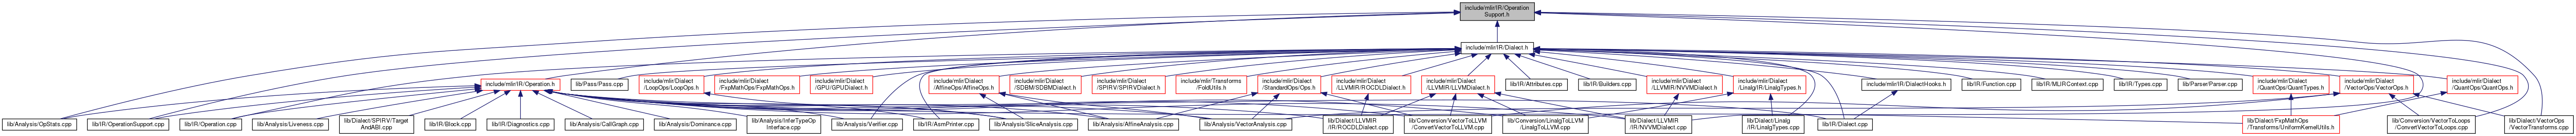 include/mlir/IR/Operation
Support.h
include/mlir/IR/Dialect.h
include/mlir/IR/Operation.h
lib/Pass/Pass.cpp
include/mlir/Dialect
/LoopOps/LoopOps.h
include/mlir/Dialect
/FxpMathOps/FxpMathOps.h
include/mlir/Dialect
/GPU/GPUDialect.h
include/mlir/Dialect
/AffineOps/AffineOps.h
include/mlir/Dialect
/SDBM/SDBMDialect.h
include/mlir/Dialect
/SPIRV/SPIRVDialect.h
include/mlir/Transforms
/FoldUtils.h
include/mlir/Dialect
/StandardOps/Ops.h
include/mlir/Dialect
/LLVMIR/ROCDLDialect.h
include/mlir/Dialect
/LLVMIR/LLVMDialect.h
lib/IR/Attributes.cpp
lib/IR/Builders.cpp
include/mlir/Dialect
/LLVMIR/NVVMDialect.h
include/mlir/Dialect
/Linalg/IR/LinalgTypes.h
include/mlir/IR/DialectHooks.h
lib/IR/Function.cpp
lib/IR/MLIRContext.cpp
lib/IR/Types.cpp
lib/Parser/Parser.cpp
include/mlir/Dialect
/QuantOps/QuantTypes.h
include/mlir/Dialect
/VectorOps/VectorOps.h
include/mlir/Dialect
/QuantOps/QuantOps.h
lib/Analysis/OpStats.cpp
lib/IR/OperationSupport.cpp
lib/IR/Operation.cpp
lib/Analysis/Liveness.cpp
lib/Dialect/SPIRV/Target
AndABI.cpp
lib/IR/Block.cpp
lib/IR/Diagnostics.cpp
lib/Analysis/CallGraph.cpp
lib/Analysis/Dominance.cpp
lib/Analysis/InferTypeOp
Interface.cpp
lib/Analysis/Verifier.cpp
lib/IR/AsmPrinter.cpp
lib/Analysis/SliceAnalysis.cpp
lib/Analysis/AffineAnalysis.cpp
lib/Analysis/VectorAnalysis.cpp
lib/Dialect/LLVMIR
/IR/ROCDLDialect.cpp
lib/Conversion/VectorToLLVM
/ConvertVectorToLLVM.cpp
lib/Conversion/LinalgToLLVM
/LinalgToLLVM.cpp
lib/Dialect/LLVMIR
/IR/NVVMDialect.cpp
lib/Dialect/Linalg
/IR/LinalgTypes.cpp
lib/IR/Dialect.cpp
lib/Dialect/FxpMathOps
/Transforms/UniformKernelUtils.h
lib/Conversion/VectorToLoops
/ConvertVectorToLoops.cpp
lib/Dialect/VectorOps
/VectorTransforms.cpp